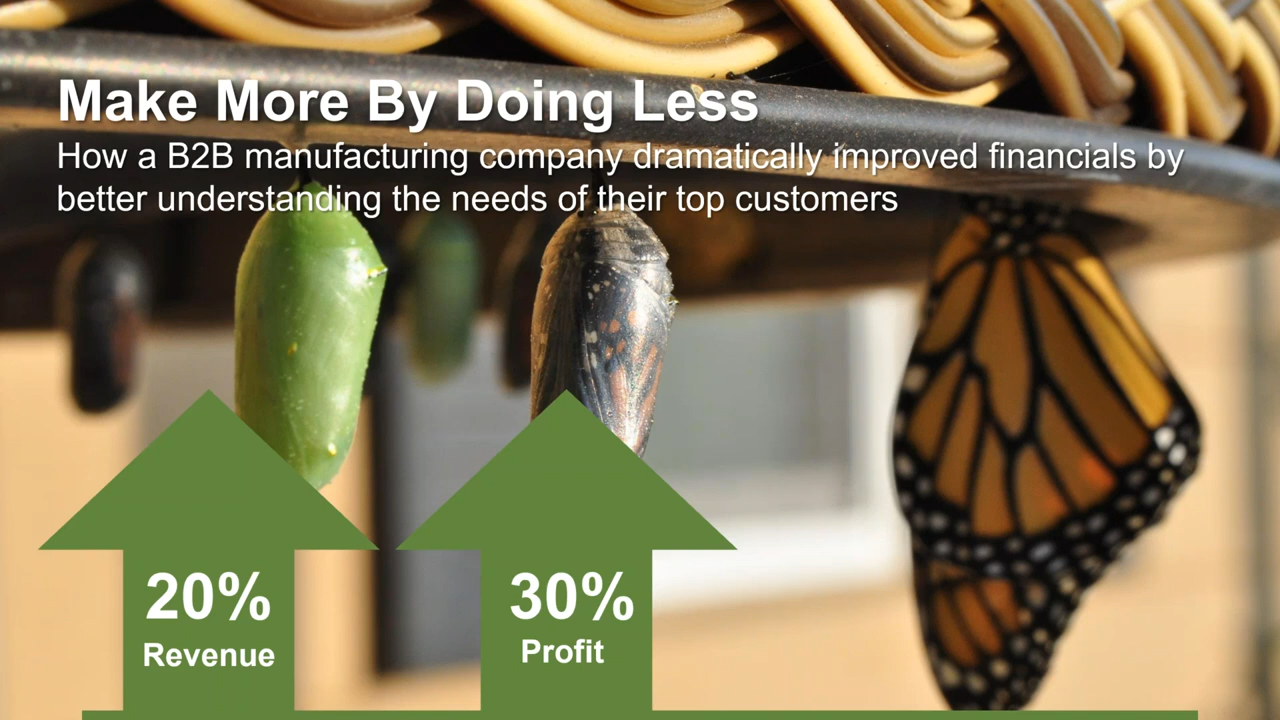 Make More By Doing Less
How a B2B manufacturing company dramatically improved financials by
better understanding the needs of their top customers
20%
Revenue
30%
Profit